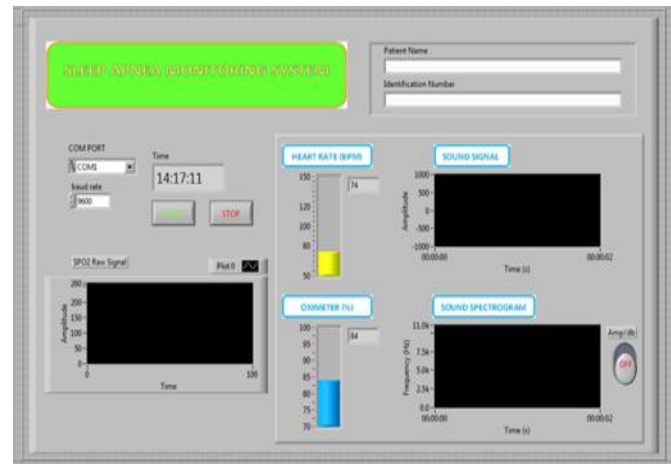 SLEEP APNEA MONITORING SYSTEM
Patient Name
Identification Number
COM PORT
COM1
baud rate
9600
Time
14:17:11
STOP
HEART RATE (BPM)
150
120
100
80
50
74
SOUND SIGNAL
Amplitude
1000
500
0
-500
-1000
00:00:00
00:00:02
Time (s)
SPO2 Raw Signal
Plot 0
Amplitude
260
200
150
100
50
0
0
100
Time
OXIMETER (%)
100
95
90
85
80
75
70
84
SOUND SPECTROGRAM
Frequency (Hz)
11.0k
7.5k
5.0k
2.5k
0.0
00:00:00
00:00:02
Time (s)
Amp/db
OFF